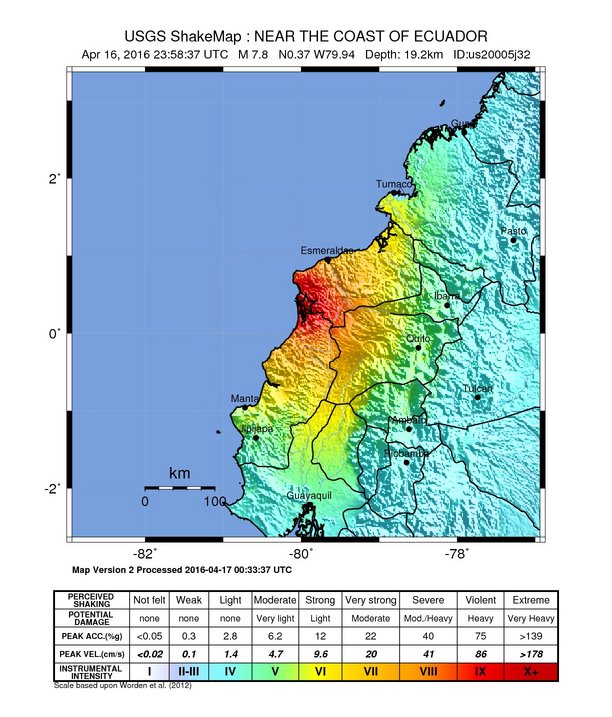 USGS ShakeMap : NEAR THE COAST OF ECUADOR
Apr 16, 2016 23:58:37 UTC M 7.8 N0.37 W79.94 Depth: 19.2km ID:us20005j32
2˚
Tumaco
Pasto
Esmeraldas
Ibarra
0˚
Quito
Tulcan
Manta
Jipijapa
Ambato
Riobamba
km
-2˚
0 100
Guayaquil
-82˚ -80˚ -78˚
Map Version 2 Processed 2016-04-17 00:33:37 UTC
PERCEIVED SHAKING Not felt Weak Light Moderate Strong Very strong Severe Violent Extreme
POTENTIAL DAMAGE none none none Very light Light Moderate Mod./Heavy Heavy Very Heavy
PEAK ACC.(%g) <0.05 0.3 2.8 6.2 12 22 40 75 >139
PEAK VEL.(cm/s) <0.02 0.1 1.4 4.7 9.6 20 41 86 >178
INSTRUMENTAL INTENSITY I II-III IV V VI VII VIII IX X+
Scale based upon Worden et al. (2012)